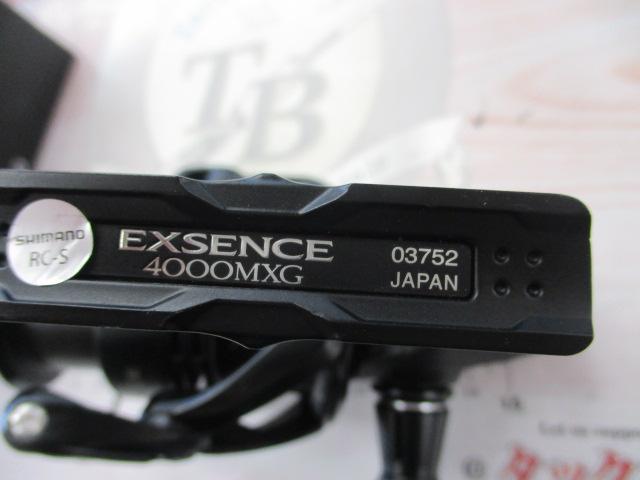 TB
SHIMANO
RC-S
EXSENCE
4000MXG
03752
JAPAN
タック